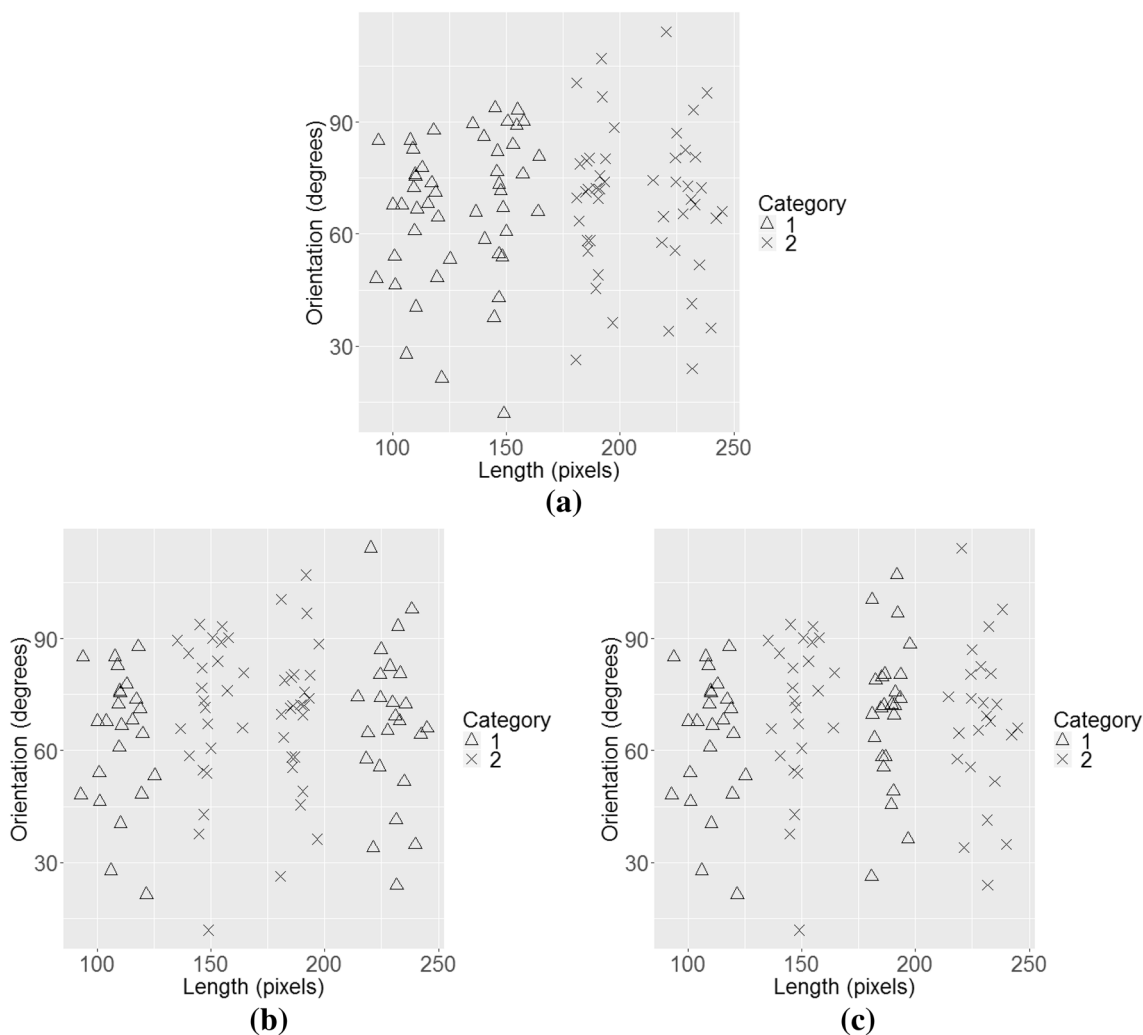 90
60
30
Orientation (degrees)
100 150 200 250
Length (pixels)
Category
1
2
(a)
90
60
30
Orientation (degrees)
100 150 200 250
Length (pixels)
Category
1
2
(b)
90
60
30
Orientation (degrees)
100 150 200 250
Length (pixels)
Category
1
2
(c)